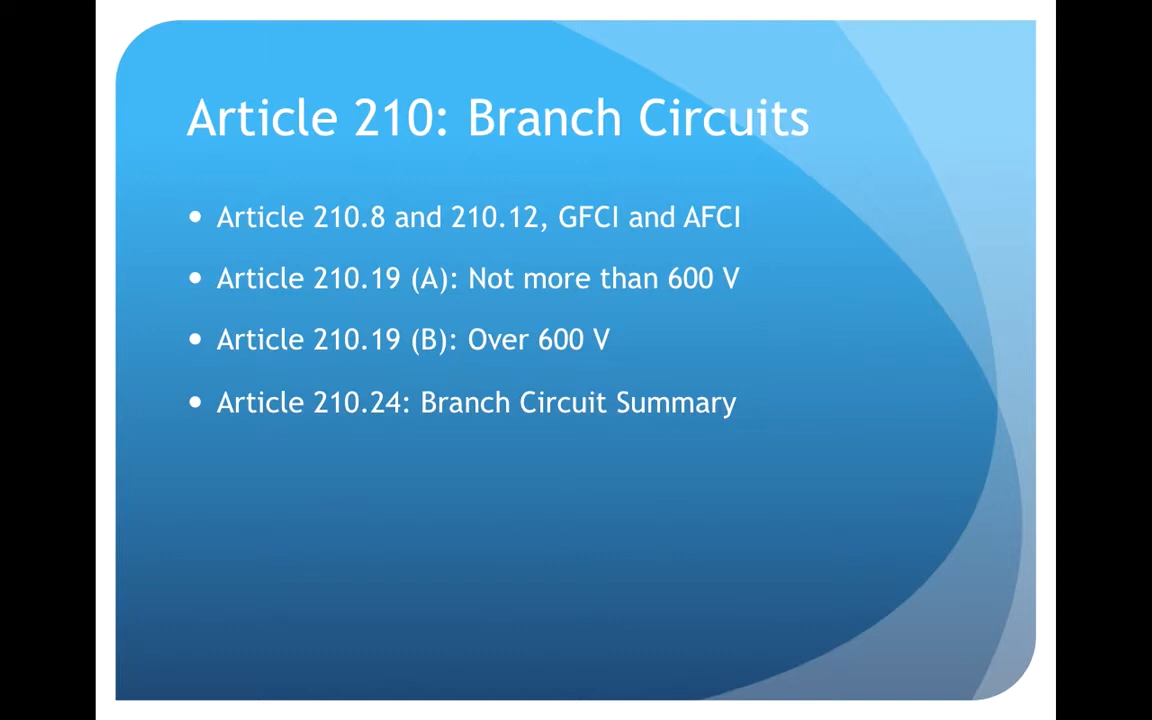 Article 210: Branch Circuits
• Article 210.8 and 210.12, GFCI and AFCI
• Article 210.19 (A): Not more than 600 V
• Article 210.19 (B): Over 600 V
• Article 210.24: Branch Circuit Summary